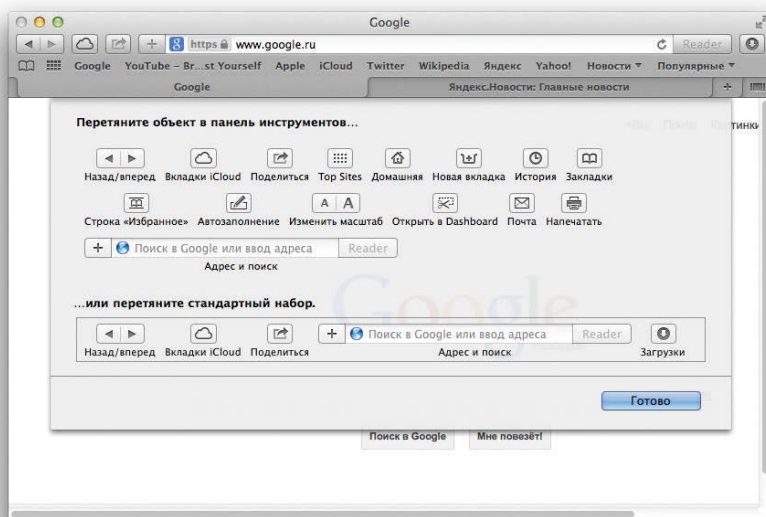 Google
https www.google.ru Reader
Google YouTube – Br...st Yourself Apple iCloud Twitter Wikipedia Яндекс Yahoo! Новости Популярные
Google Яндекс.Новости: Главные новости
+Вы Поиск Картинки
Перетяните объект в панель инструментов...
Назад/вперед Вкладки iCloud Поделиться Top Sites Домашняя Новая вкладка История Закладки
A A
Строка «Избранное» Автозаполнение Изменить масштаб Открыть в Dashboard Почта Напечатать
+ Поиск в Google или ввод адреса Reader
Адрес и поиск
Google
...или перетяните стандартный набор.
+ Поиск в Google или ввод адреса Reader
Назад/вперед Вкладки iCloud Поделиться Адрес и поиск Загрузки
Готово
Поиск в Google Мне повезёт!